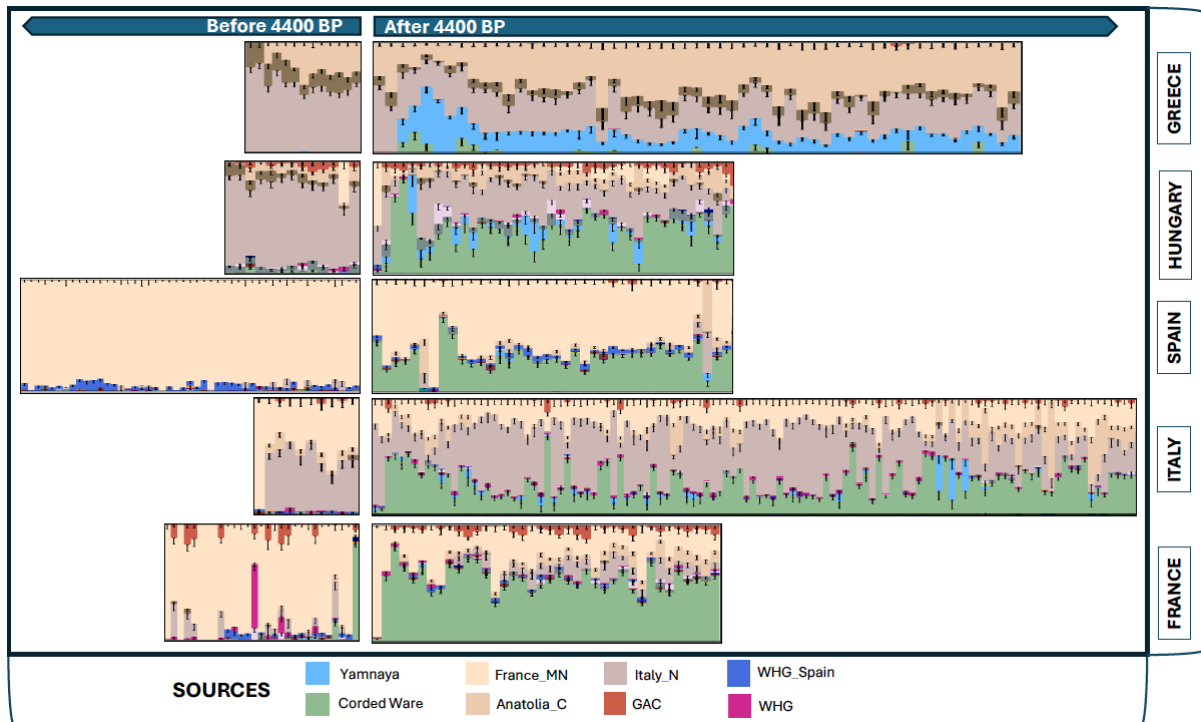 Before 4400 BP
After 4400 BP
GREECE
HUNGARY
SPAIN
ITALY
FRANCE
SOURCES
Yamnaya
France_MN
Italy_N
WHG_Spain
Corded Ware
Anatolia_C
GAC
WHG